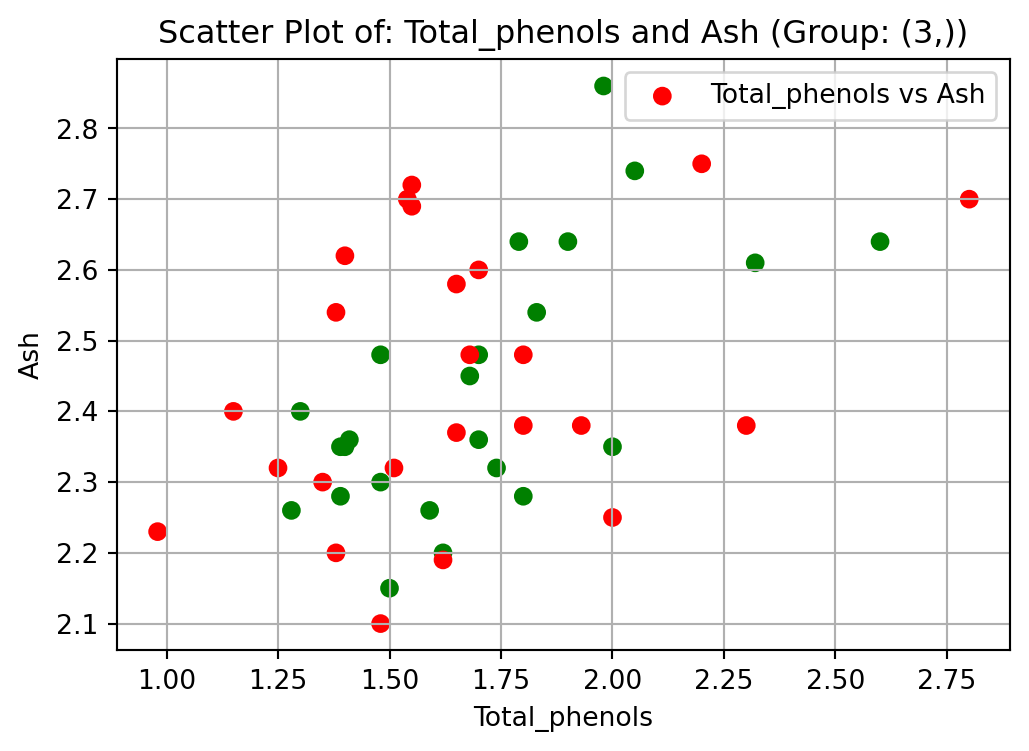 Scatter Plot of: Total_phenols and Ash (Group: (3,))
Total_phenols vs Ash
2.8
2.7
2.6
2.5
2.4
2.3
2.2
2.1
Ash
1.00 1.25 1.50 1.75 2.00 2.25 2.50 2.75
Total_phenols